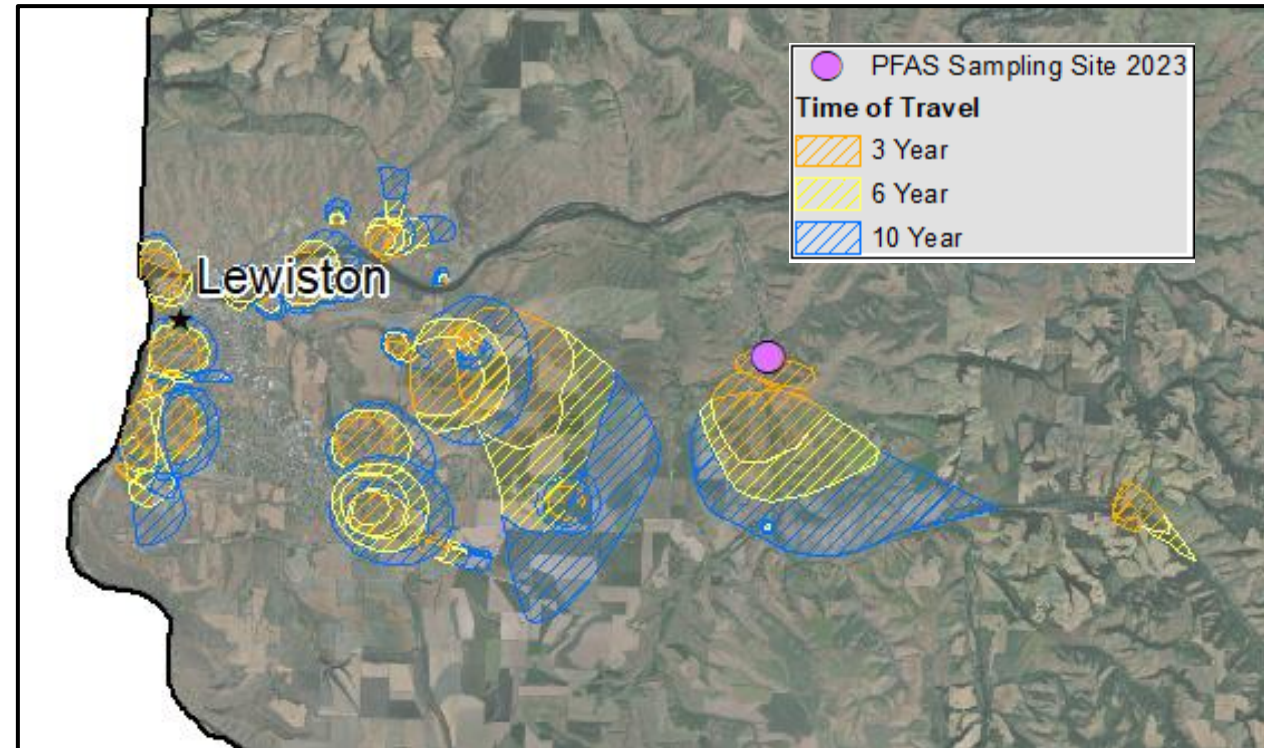 PFAS Sampling Site 2023
Time of Travel
3 Year
6 Year
10 Year
Lewiston